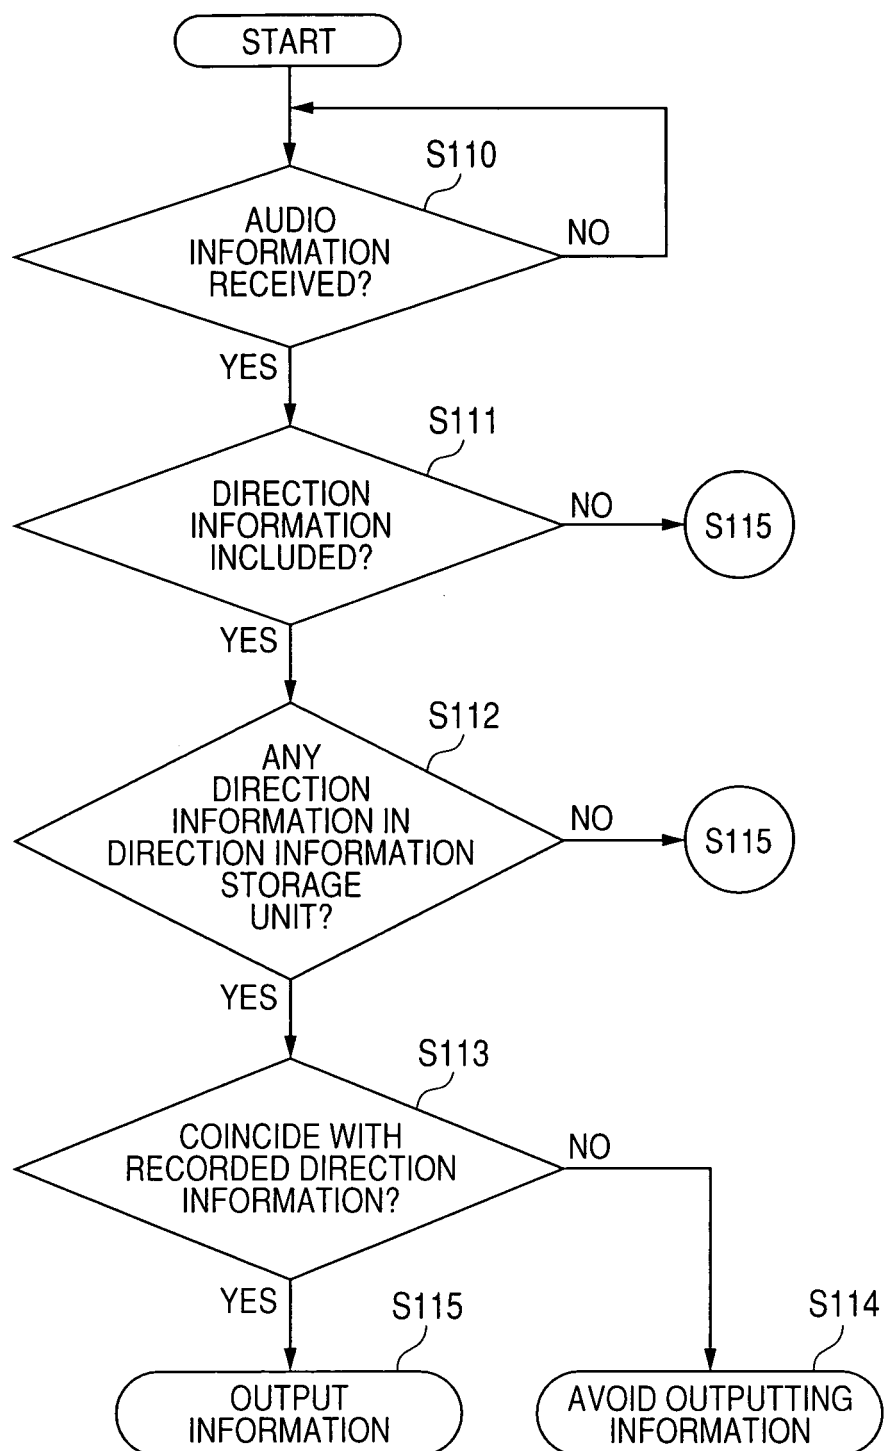 START
S110
AUDIO
INFORMATION
RECEIVED?
NO
YES
S111
DIRECTION
INFORMATION
INCLUDED?
NO
S115
YES
S112
ANY
DIRECTION
INFORMATION IN
DIRECTION INFORMATION
STORAGE
UNIT?
NO
S115
YES
S113
COINCIDE WITH
RECORDED DIRECTION
INFORMATION?
NO
YES
S115
OUTPUT
INFORMATION
S114
AVOID OUTPUTTING
INFORMATION